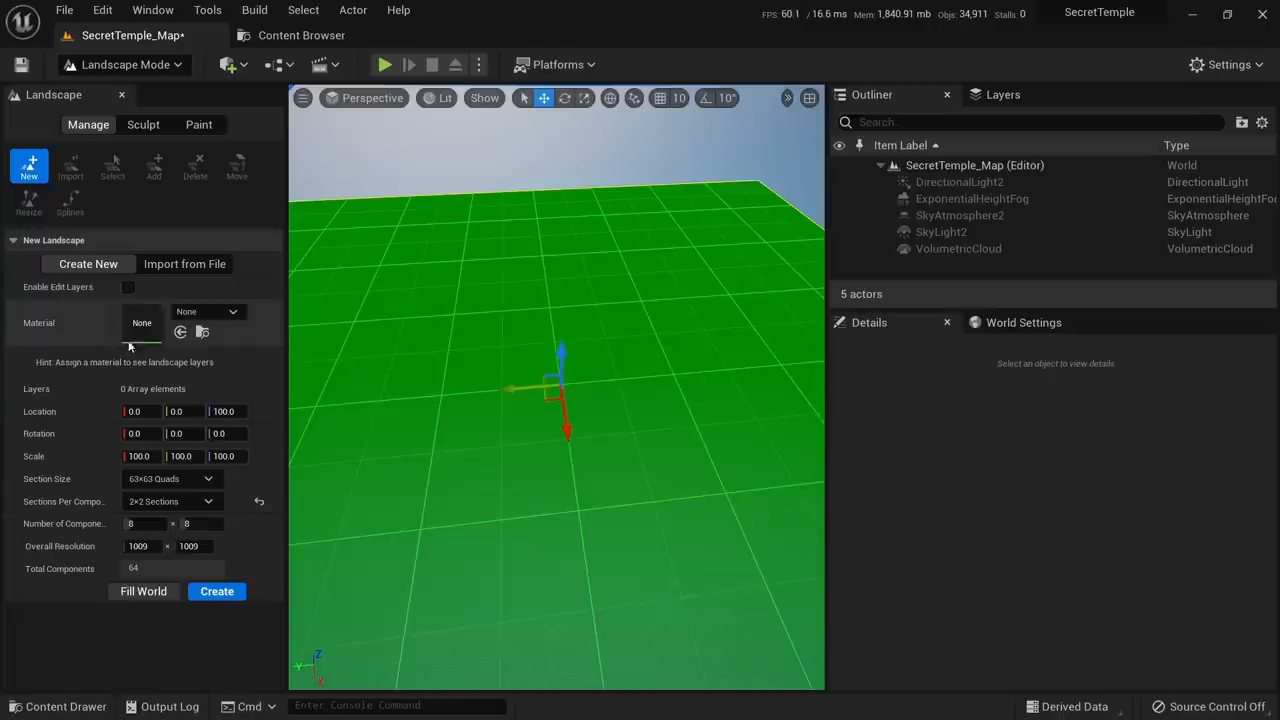 File Edit Window Tools Build Select Actor Help
FPS: 60.1 / 16.6 ms Mem: 1,840.91 mb Objs: 34,911 Stalls: 0 SecretTemple
SecretTemple_Map* Content Browser
Landscape Mode Platforms Settings
Landscape
Manage Sculpt Paint
New Import Select Add Delete Move
Resize Splines
New Landscape
Create New Import from File
Enable Edit Layers
Material None None
Hint: Assign a material to see landscape layers
Layers 0 Array elements
Location 0.0 0.0 100.0
Rotation 0.0 0.0 0.0
Scale 100.0 100.0 100.0
Section Size 63×63 Quads
Sections Per Compo... 2×2 Sections
Number of Compone... 8 × 8
Overall Resolution 1009 × 1009
Total Components 64
Fill World Create
Perspective Lit Show 10 10°
Z
Y
X
Outliner Layers
Search...
Item Label Type
SecretTemple_Map (Editor) World
DirectionalLight2 DirectionalLight
ExponentialHeightFog ExponentialHeightFo
SkyAtmosphere2 SkyAtmosphere
SkyLight2 SkyLight
VolumetricCloud VolumetricCloud
5 actors
Details World Settings
Select an object to view details.
Content Drawer Output Log Cmd Enter Console Command Derived Data Source Control Off